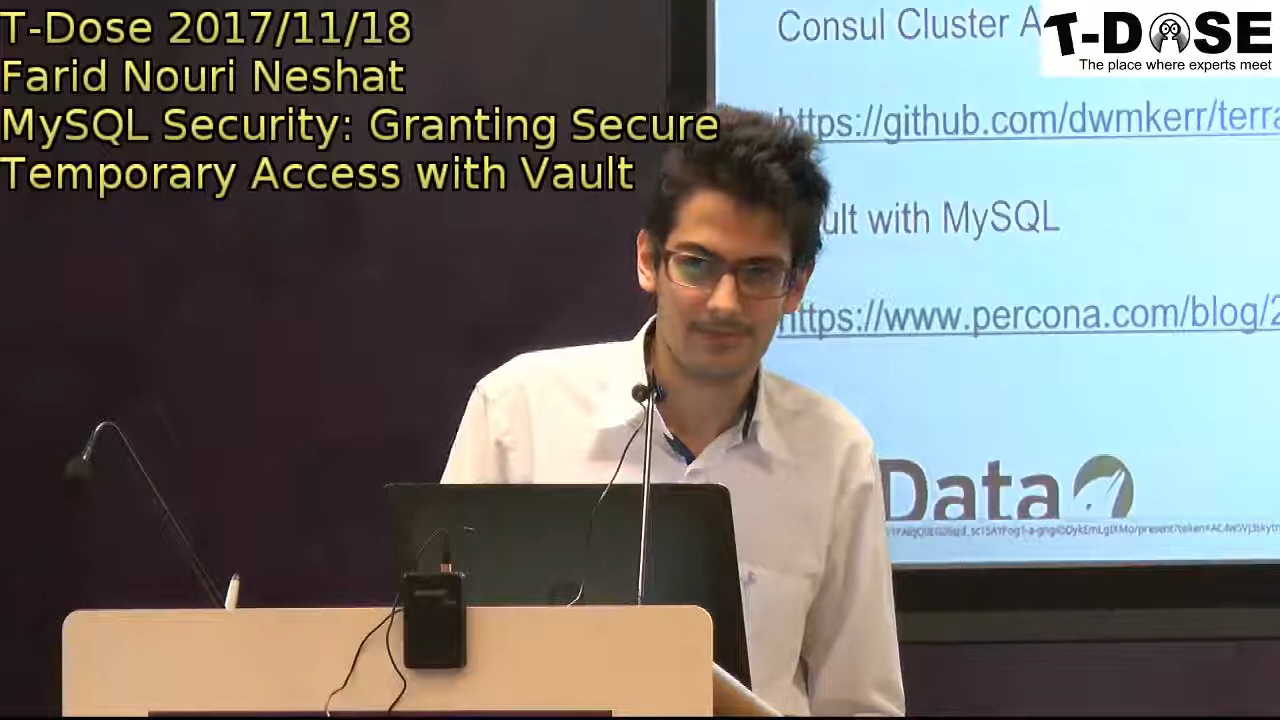 T-Dose 2017/11/18
Farid Nouri Neshat
MySQL Security: Granting Secure
Temporary Access with Vault
T-DOSE
The place where experts meet
Consul Cluster
https://github.com/dwmkerr/terra
with MySQL
https://www.percona.com/blog/2
Data